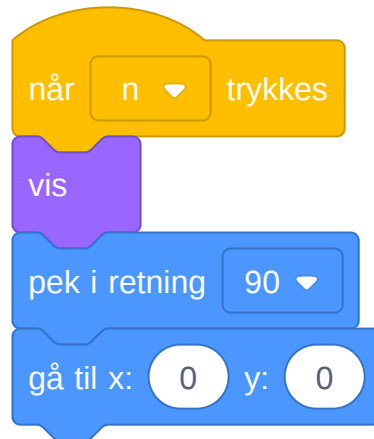 når n trykkes
vis
pek i retning 90
gå til x: 0 y: 0